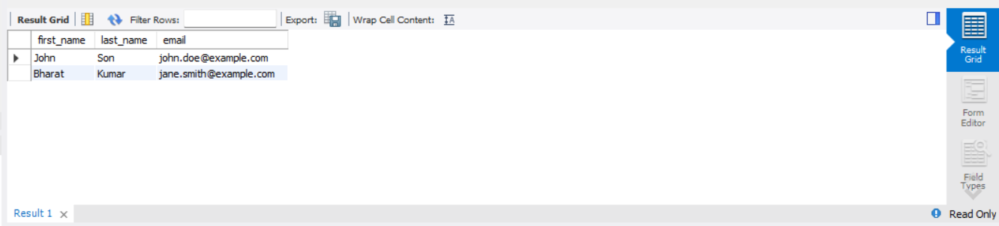 Result Grid Filter Rows: Export: Wrap Cell Content: IA
first_name last_name email
John Son john.doe@example.com
Bharat Kumar jane.smith@example.com
Result
Grid
Form
Editor
Field
Types
Result 1 ×
Read Only